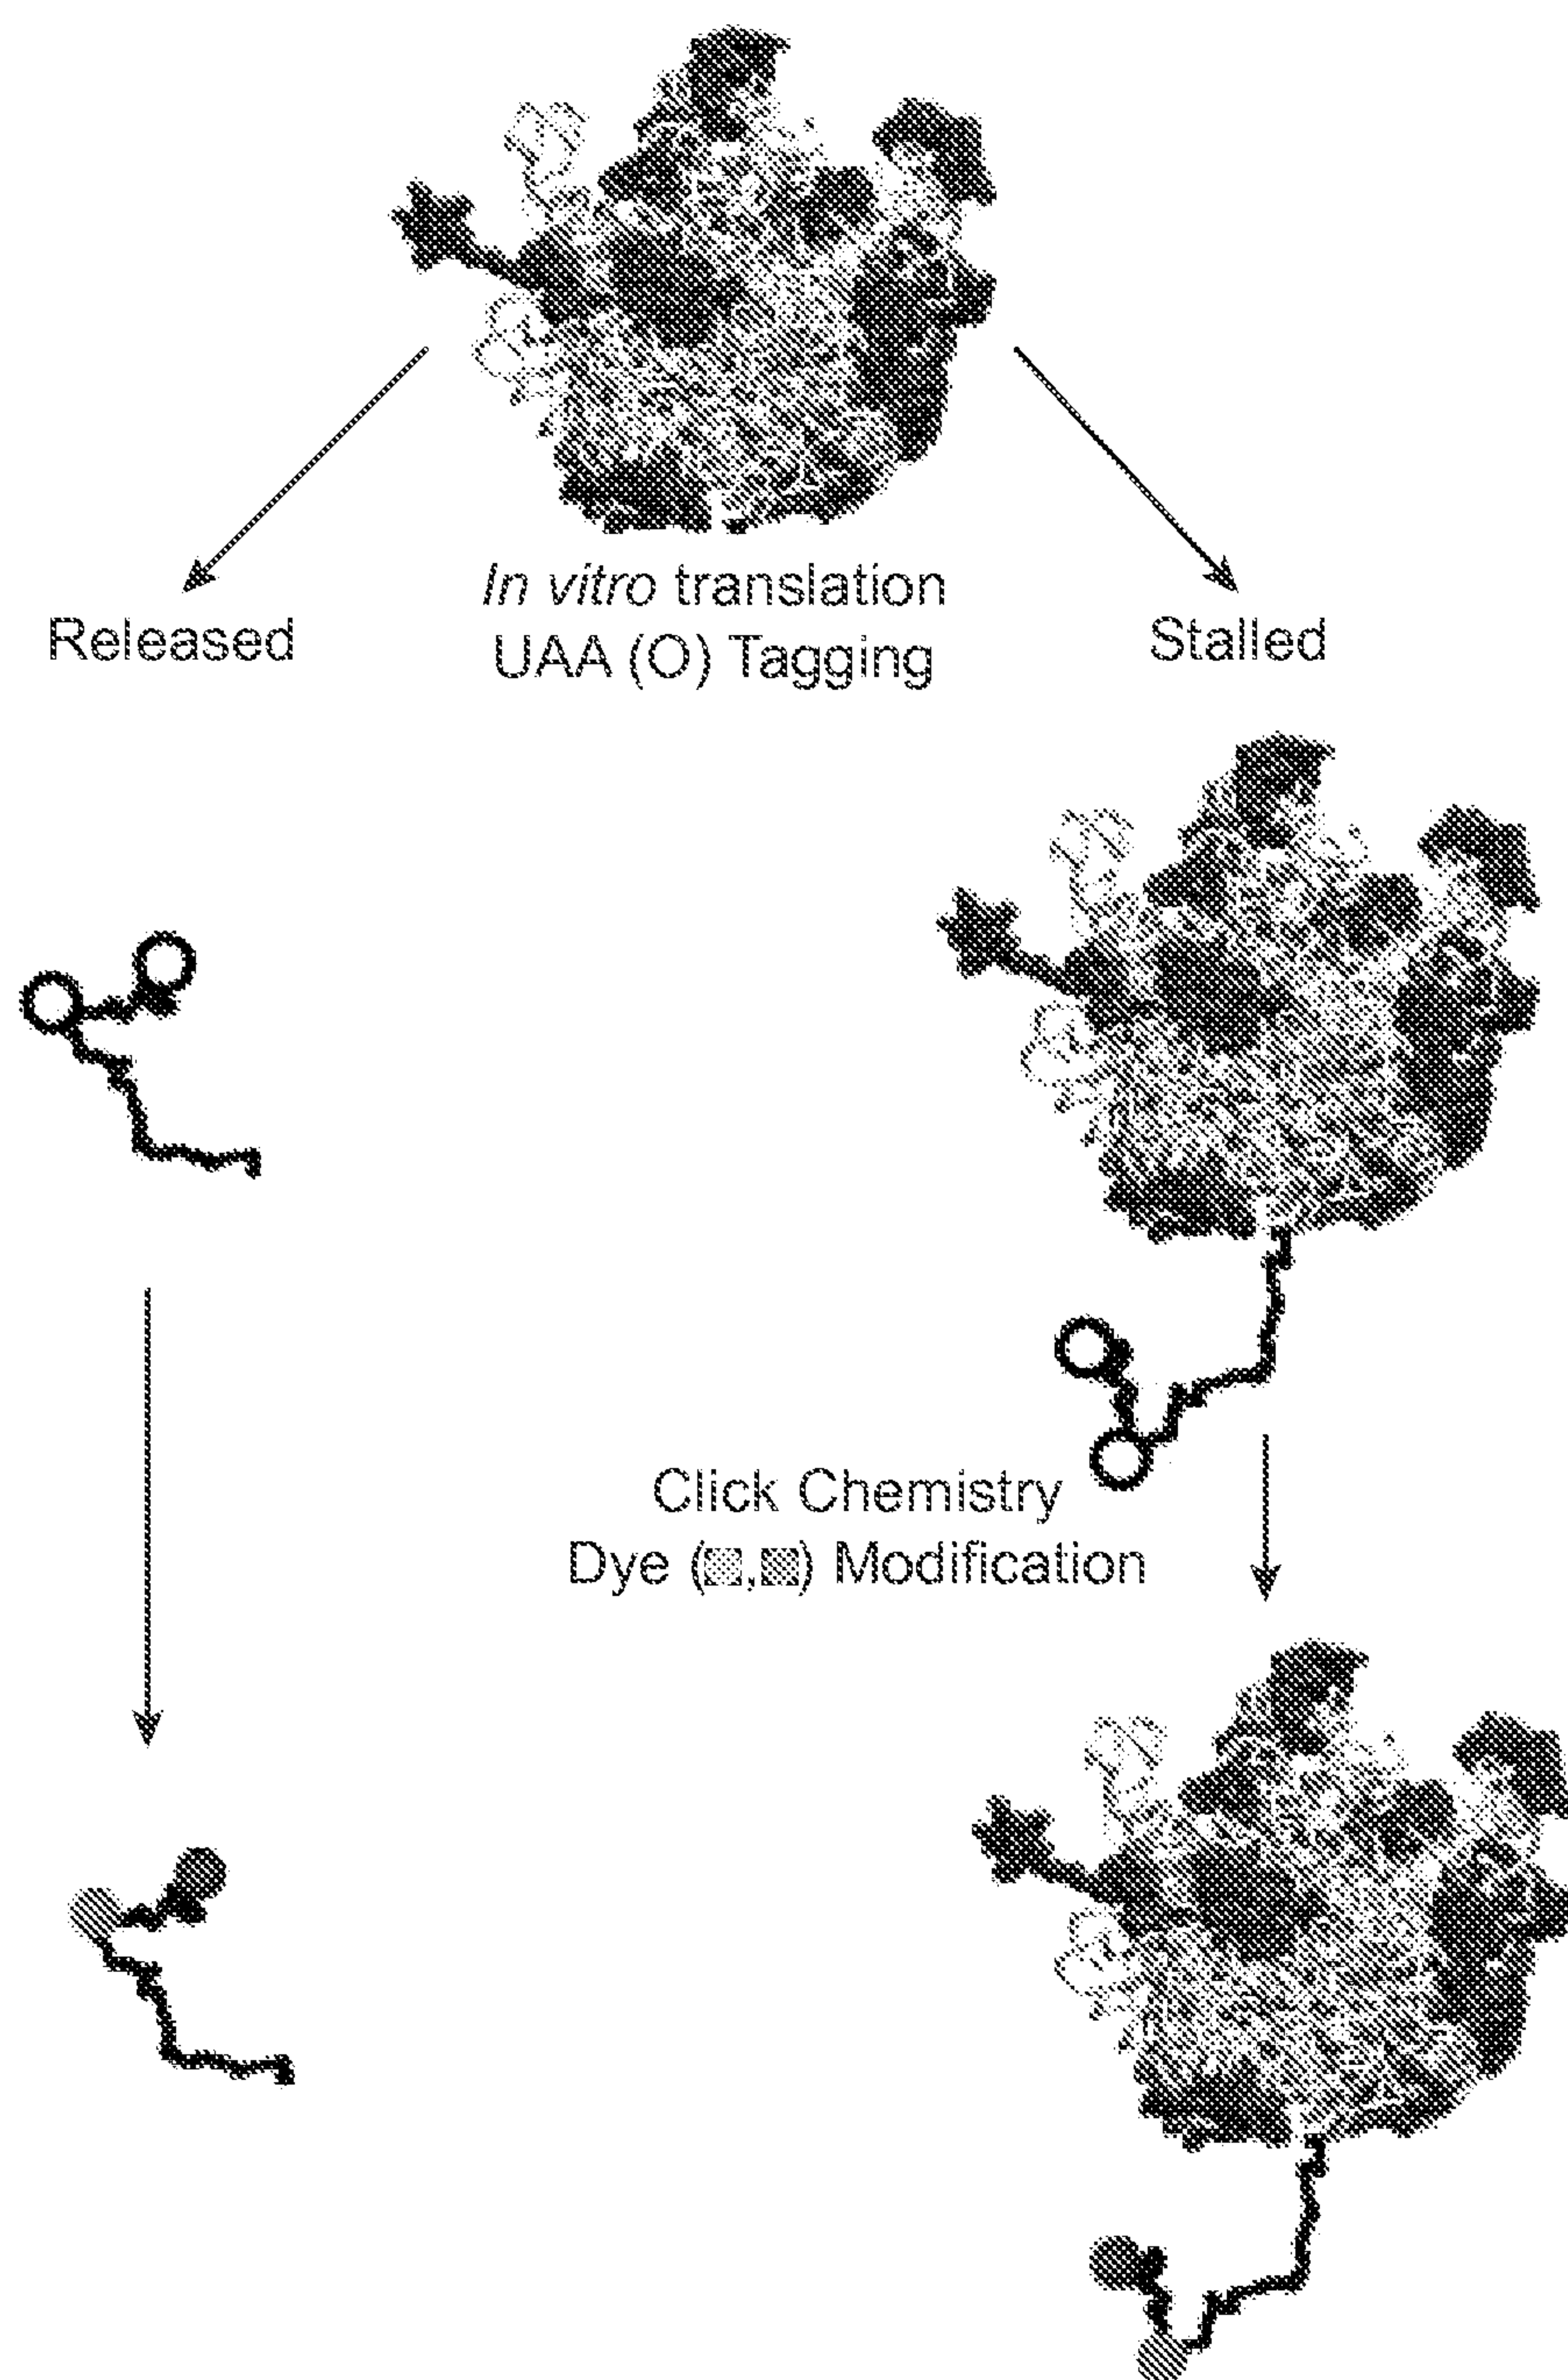 In vitro translation
UAA (O) Tagging
Released
Stalled
Click Chemistry
Dye (▒,▓) Modification